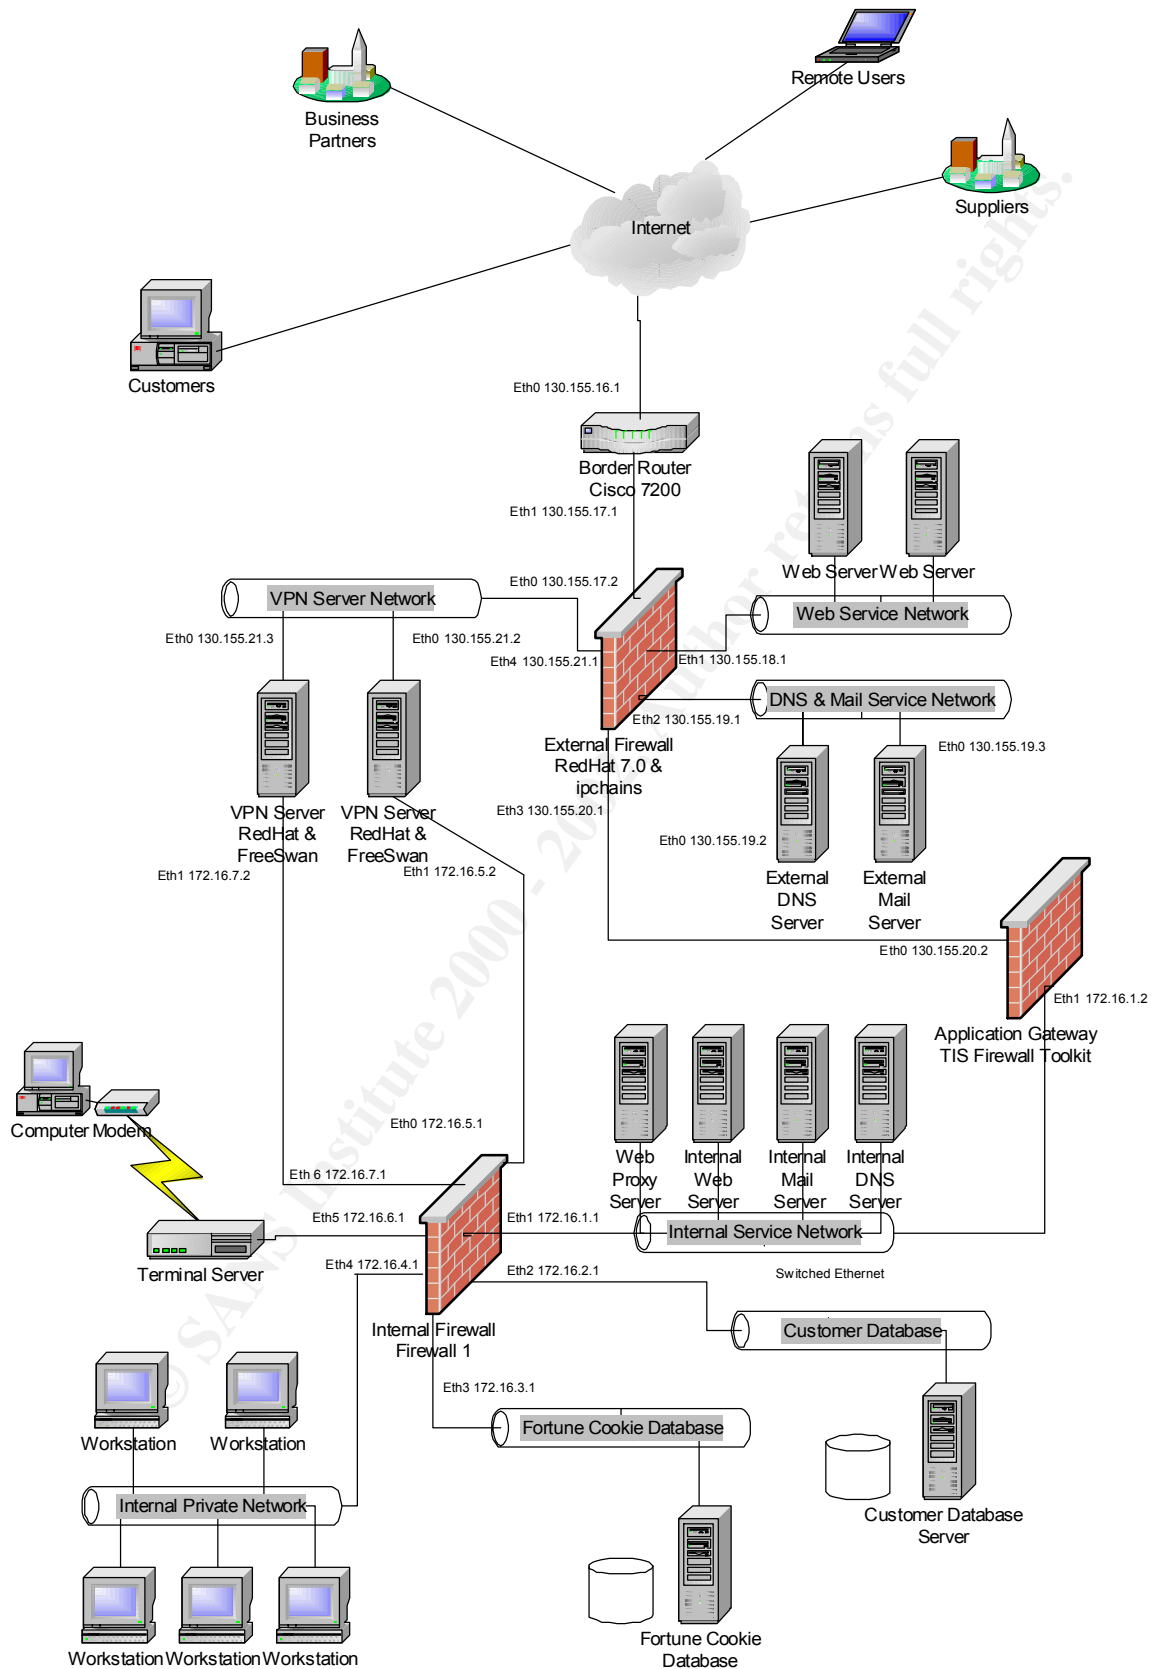 Remote Users
Business
Partners
Suppliers
Internet
Customers
Eth0 130.155.16.1
Border Router
Cisco 7200
Eth1 130.155.17.1
Web Server
Web Server
Eth0 130.155.17.2
VPN Server Network
Web Service Network
Eth0 130.155.21.3
Eth0 130.155.21.2
Eth4 130.155.21.1
Eth1 130.155.18.1
DNS & Mail Service Network
Eth2 130.155.19.1
External Firewall
RedHat 7.0 &
ipchains
Eth0 130.155.19.3
Eth3 130.155.20.1
VPN Server
RedHat &
FreeSwan
VPN Server
RedHat &
FreeSwan
Eth0 130.155.19.2
Eth1 172.16.7.2
Eth1 172.16.5.2
External
DNS
Server
External
Mail
Server
Eth0 130.155.20.2
Eth1 172.16.1.2
Application Gateway
TIS Firewall Toolkit
Computer Modem
Eth0 172.16.5.1
Web
Proxy
Server
Internal
Web
Server
Internal
Mail
Server
Internal
DNS
Server
Eth 6 172.16.7.1
Eth5 172.16.6.1
Eth1 172.16.1.1
Internal Service Network
Terminal Server
Eth4 172.16.4.1
Eth2 172.16.2.1
Switched Ethernet
Internal Firewall
Firewall 1
Customer Database
Eth3 172.16.3.1
Fortune Cookie Database
Workstation
Workstation
Internal Private Network
Customer Database
Server
Workstation
Workstation
Workstation
Fortune Cookie
Database
© SANS Institute 2000 - 2002, Author retains full rights.